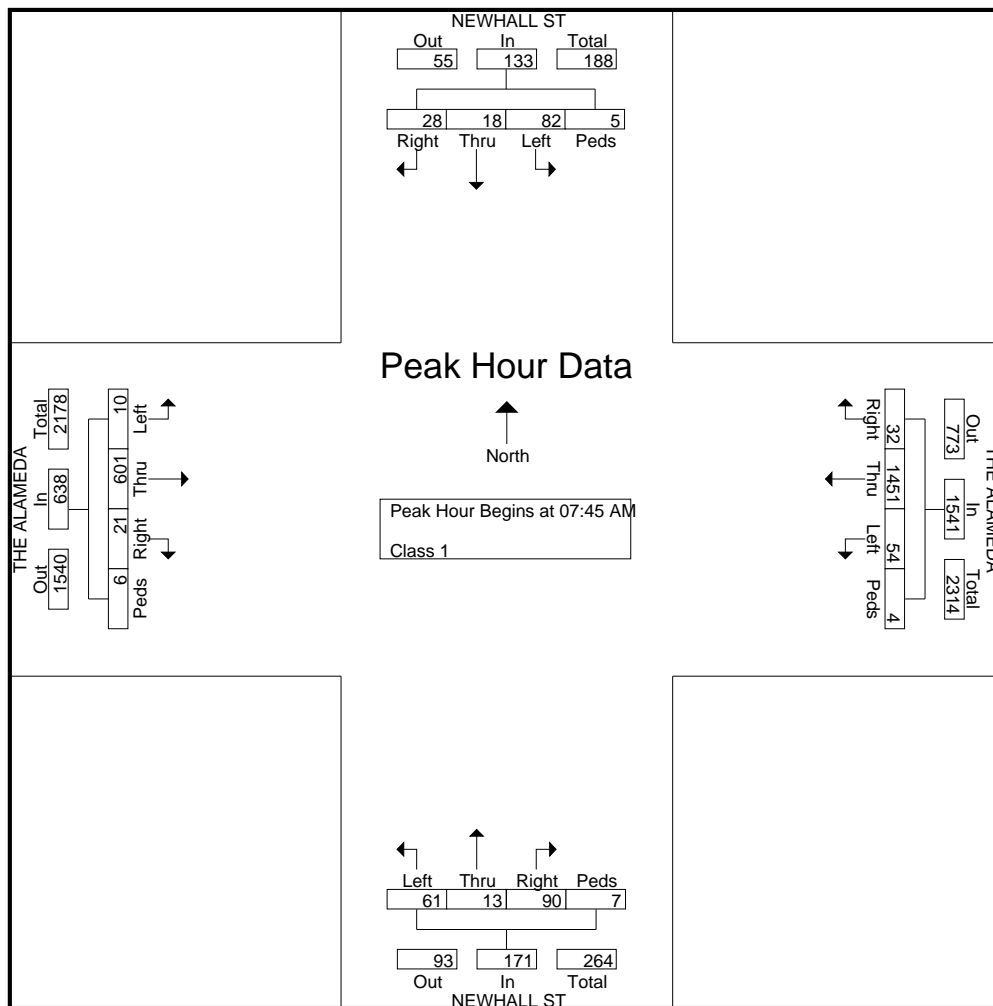 NEWHALL ST
Out In Total
55 133 188
28 18 82 5
Right Thru Left Peds
Peak Hour Data
North
Peak Hour Begins at 07:45 AM
Class 1
THE ALAMEDA
Out In Total
1540 638 2178
10 601 21 6
Left Thru Right Peds
THE ALAMEDA
Out In Total
773 1541 2314
32 1451 54 4
Right Thru Left Peds
Left Thru Right Peds
61 13 90 7
93 171 264
Out In Total
NEWHALL ST